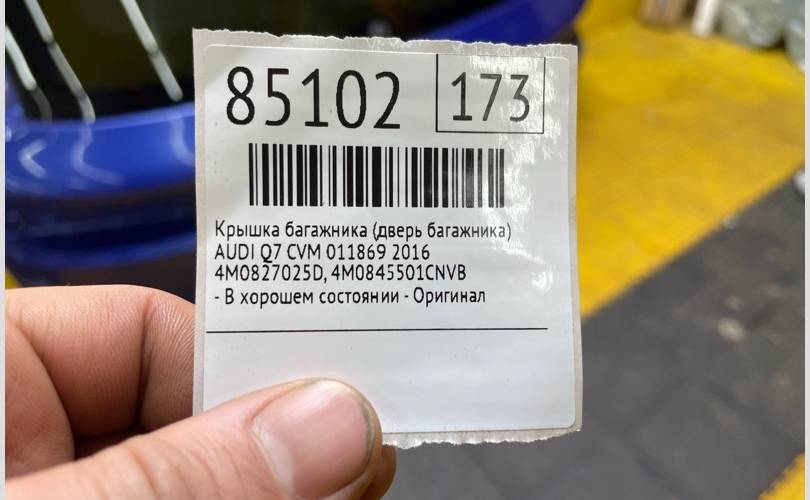 85102 173
Крышка багажника (дверь багажника)
AUDI Q7 CVM 011869 2016
4M0827025D, 4M0845501CNVB
- В хорошем состоянии - Оригинал